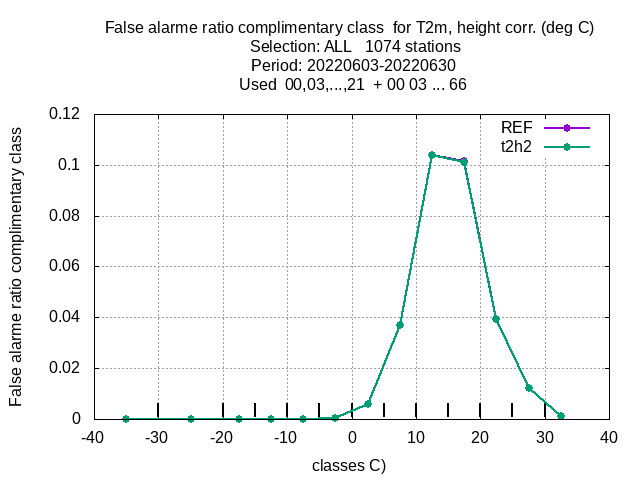 False alarme ratio complimentary class  for T2m, height corr. (deg C)
Selection: ALL   1074 stations
Period: 20220603-20220630
Used  00,03,...,21  + 00 03 ... 66
REF
t2h2
False alarme ratio complimentary class
0.12
0.1
0.08
0.06
0.04
0.02
0
-40 -30 -20 -10 0 10 20 30 40
classes C)